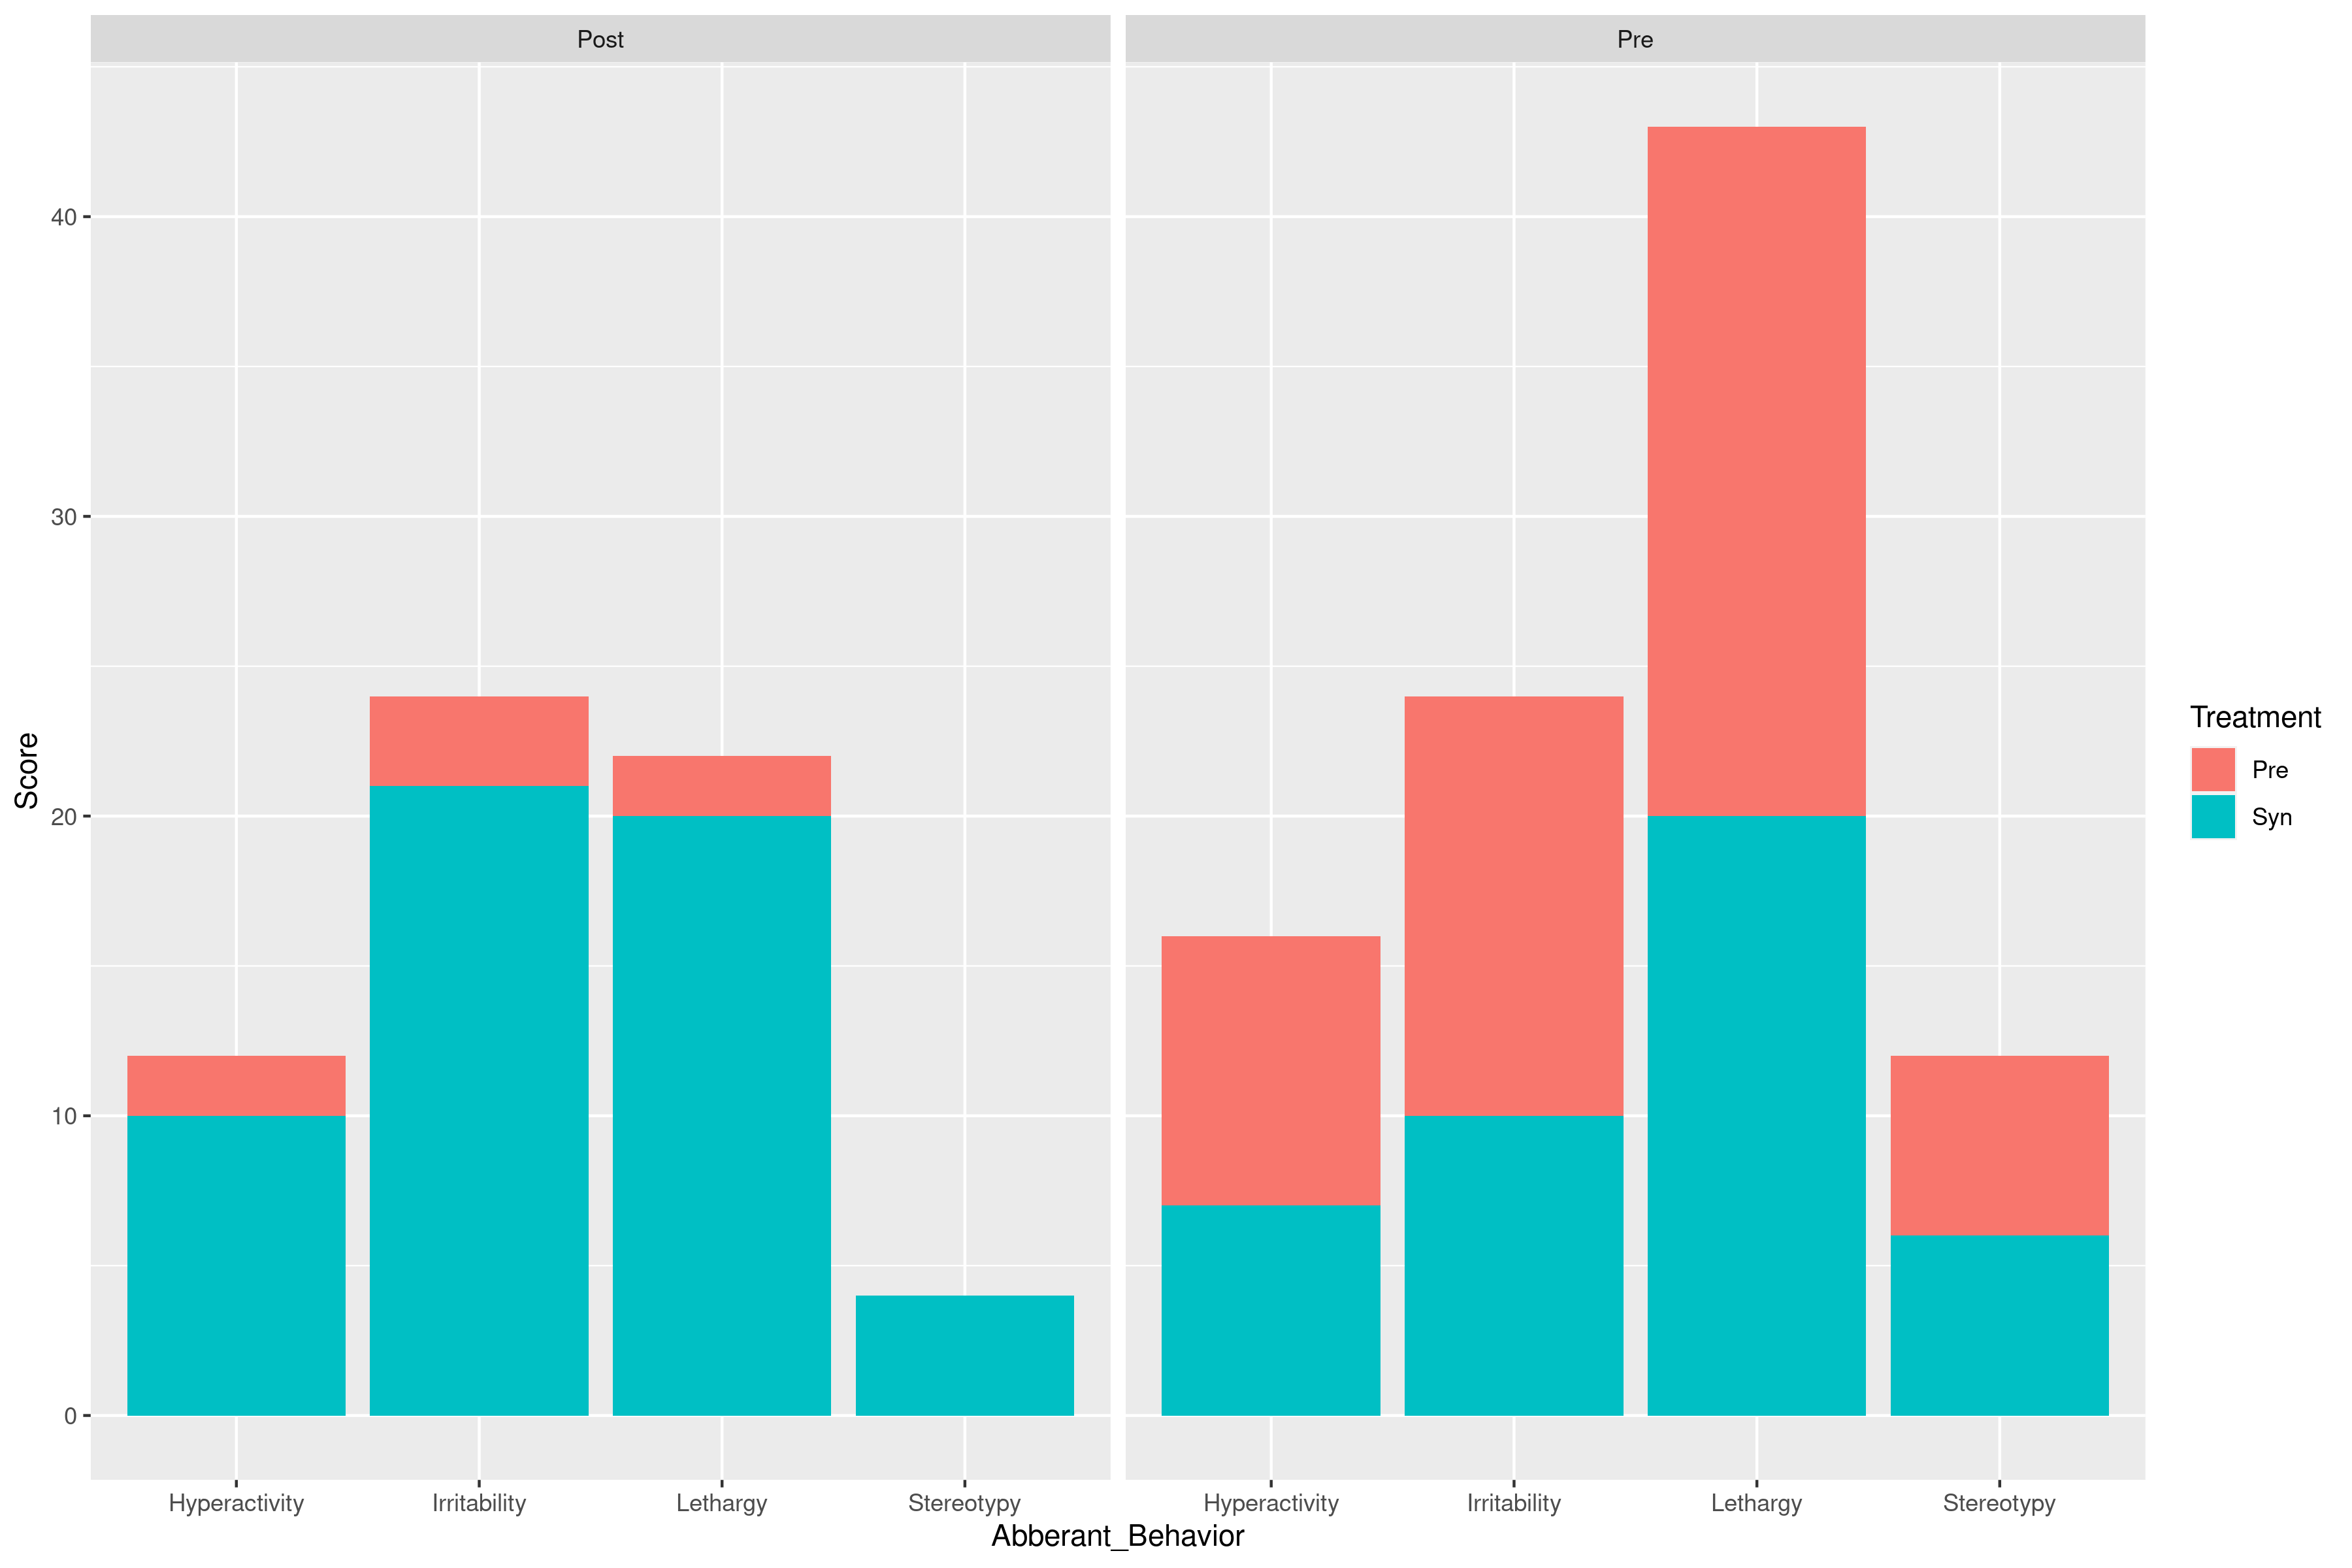 Post
Pre
40
30
20
10
0
Score
Hyperactivity
Irritability
Lethargy
Stereotypy
Hyperactivity
Irritability
Lethargy
Stereotypy
Abberant_Behavior
Treatment
Pre
Syn